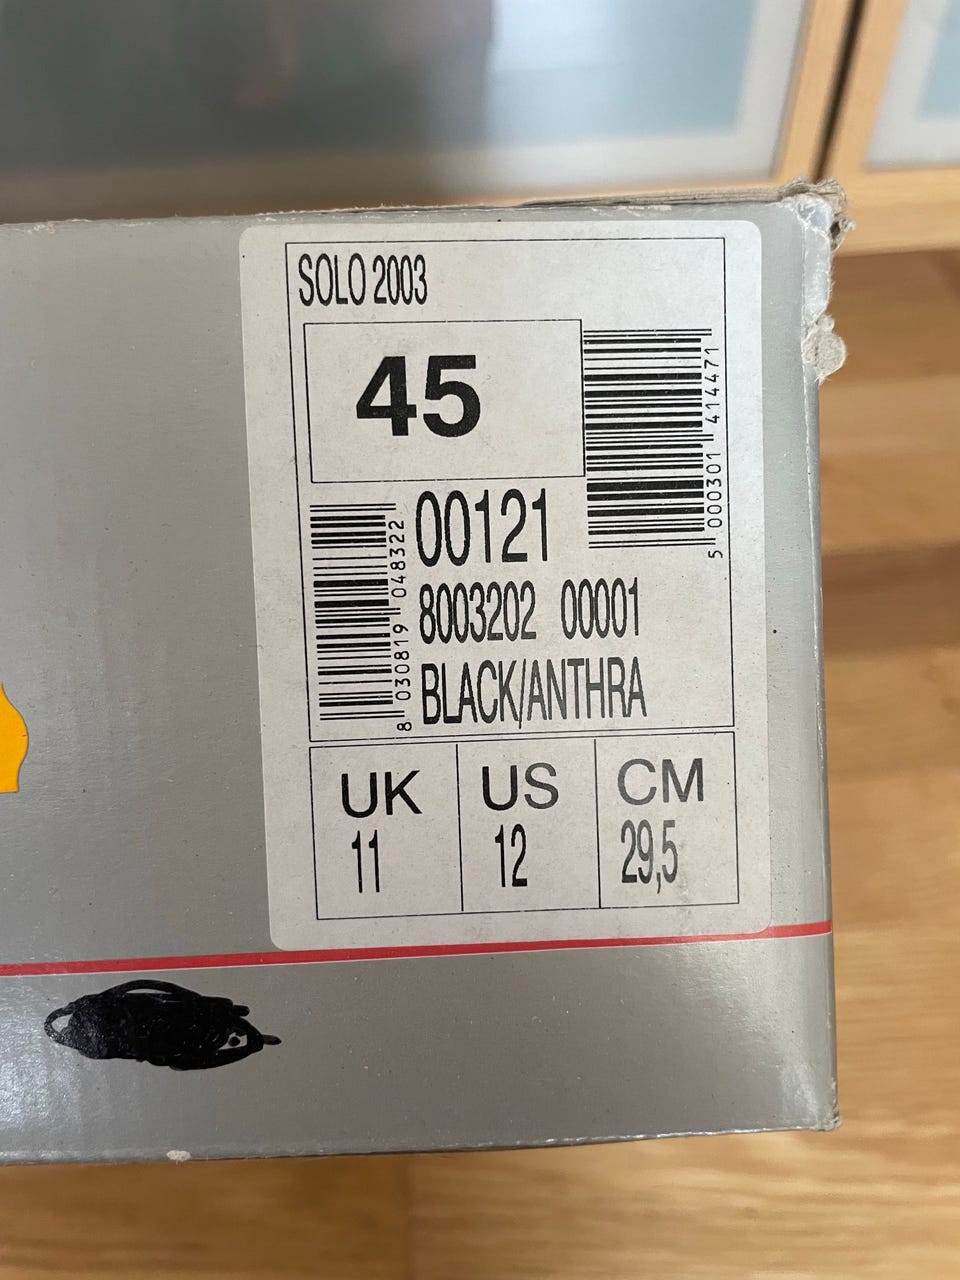 SOLO 2003
45
5 000301 414471
00121
8 030819 048322
8003202 00001
BLACK/ANTHRA
UK US CM
11 12 29,5